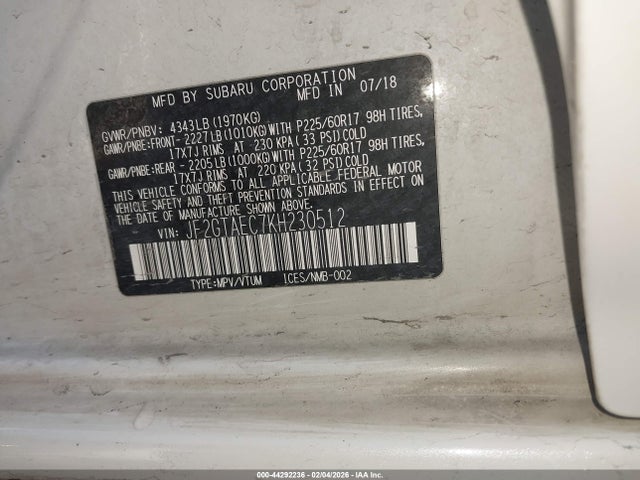 MFD BY SUBARU CORPORATION
MFD IN 07/18
GVWR/PNBV: 4343LB (1970KG)
GAWR/PNBE:FRONT- 2227LB(1010KG)WITH P225/60R17 98H TIRES,
17X7J RIMS AT 230 KPA (33 PSI) COLD
GAWR/PNBE:REAR - 2205LB(1000KG)WITH P225/60R17 98H TIRES,
17X7J RIMS AT 220 KPA (32 PSI) COLD
THIS VEHICLE CONFORMS TO ALL APPLICABLE FEDERAL MOTOR
VEHICLE SAFETY AND THEFT PREVENTION STANDARDS IN EFFECT ON
THE DATE OF MANUFACTURE SHOWN ABOVE.
VIN: JF2GTAEC7KH230512
TYPE:MPV/VTUM ICES/NMB-002
000-44292236 - 02/04/2026 - IAA Inc.